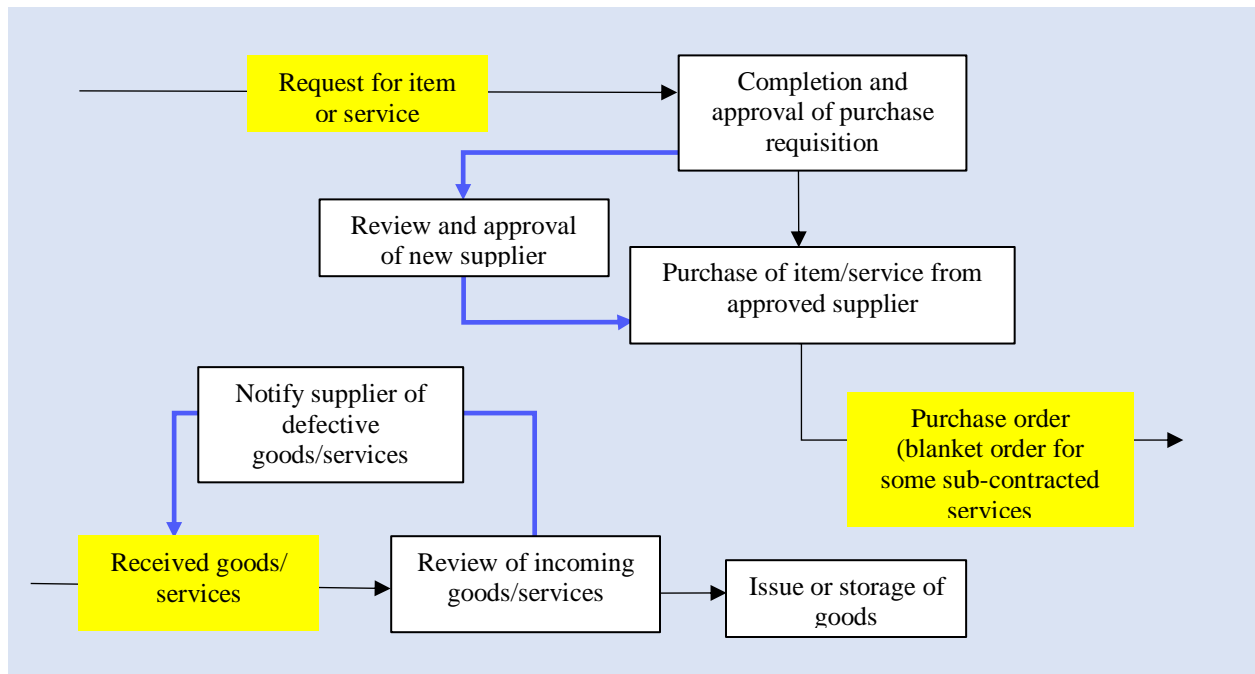 Request for item
or service
Completion and
approval of purchase
requisition
Review and approval
of new supplier
Purchase of item/service from
approved supplier
Notify supplier of
defective
goods/services
Purchase order
(blanket order for
some sub-contracted
services
Received goods/
services
Review of incoming
goods/services
Issue or storage of
goods